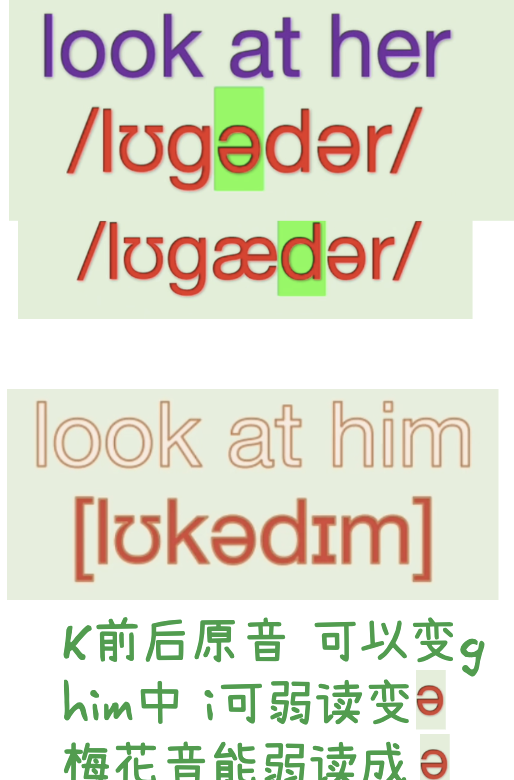 look at her
/lʊgədər/
/lʊgædər/
look at him
[lʊkədɪm]
K前后原音 可以变g
him中 i可弱读变ə
梅花音能弱读成 ə